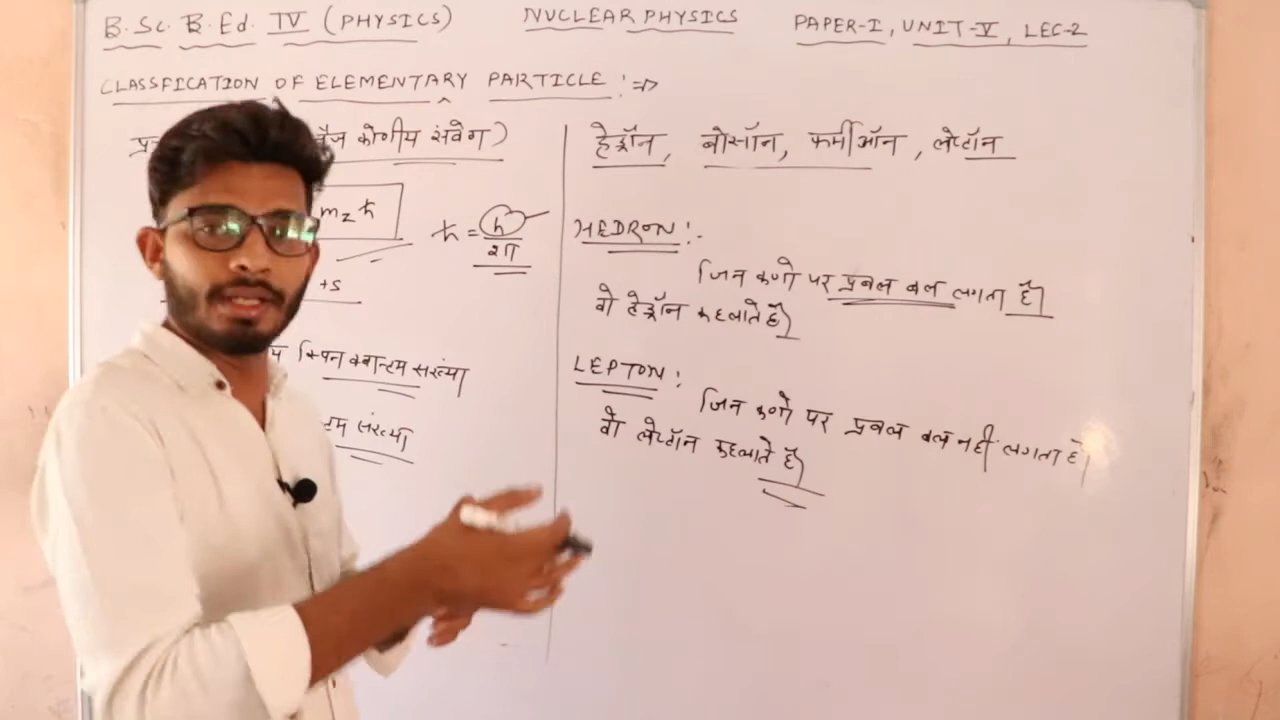 B.Sc. B.Ed. IV (PHYSICS) NUCLEAR PHYSICS PAPER-I, UNIT-V, LEC-2
CLASSFICATION OF ELEMENTARY PARTICLE :⇒
कोणीय संवेग)
m₂ ℏ
ℏ = h/2π
+s
स्पिन क्वान्टम संख्या
संख्या
हेड्रॉन, बोसॉन, फर्मीऑन, लेप्टॉन
HEDRON :-
जिन कणो पर प्रबल बल लगता है
वो हेड्रॉन कहलाते है
LEPTON :
जिन कणो पर प्रबल बल नही लगता है
वो लेप्टॉन कहलाते है